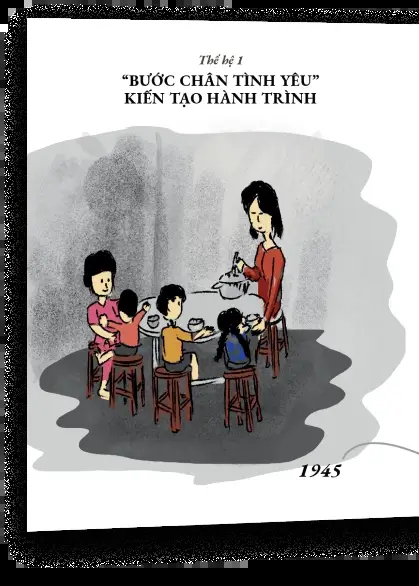 Thế hệ 1
“BƯỚC CHÂN TÌNH YÊU”
KIẾN TẠO HÀNH TRÌNH
1945